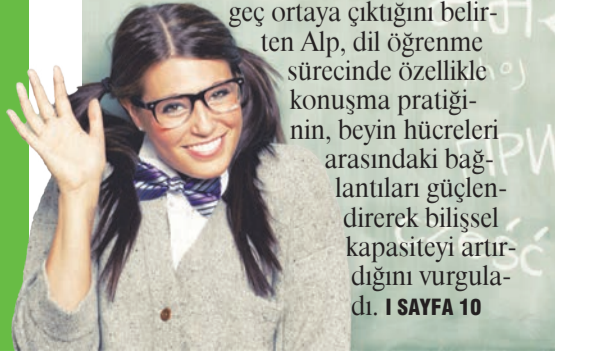 geç ortaya çıktığını belir-
ten Alp, dil öğrenme
sürecinde özellikle
konuşma pratiği-
nin, beyin hücreleri
arasındaki bağ-
lantıları güçlen-
direrek bilişsel
kapasiteyi artır-
dığını vurgula-
dı. I SAYFA 10